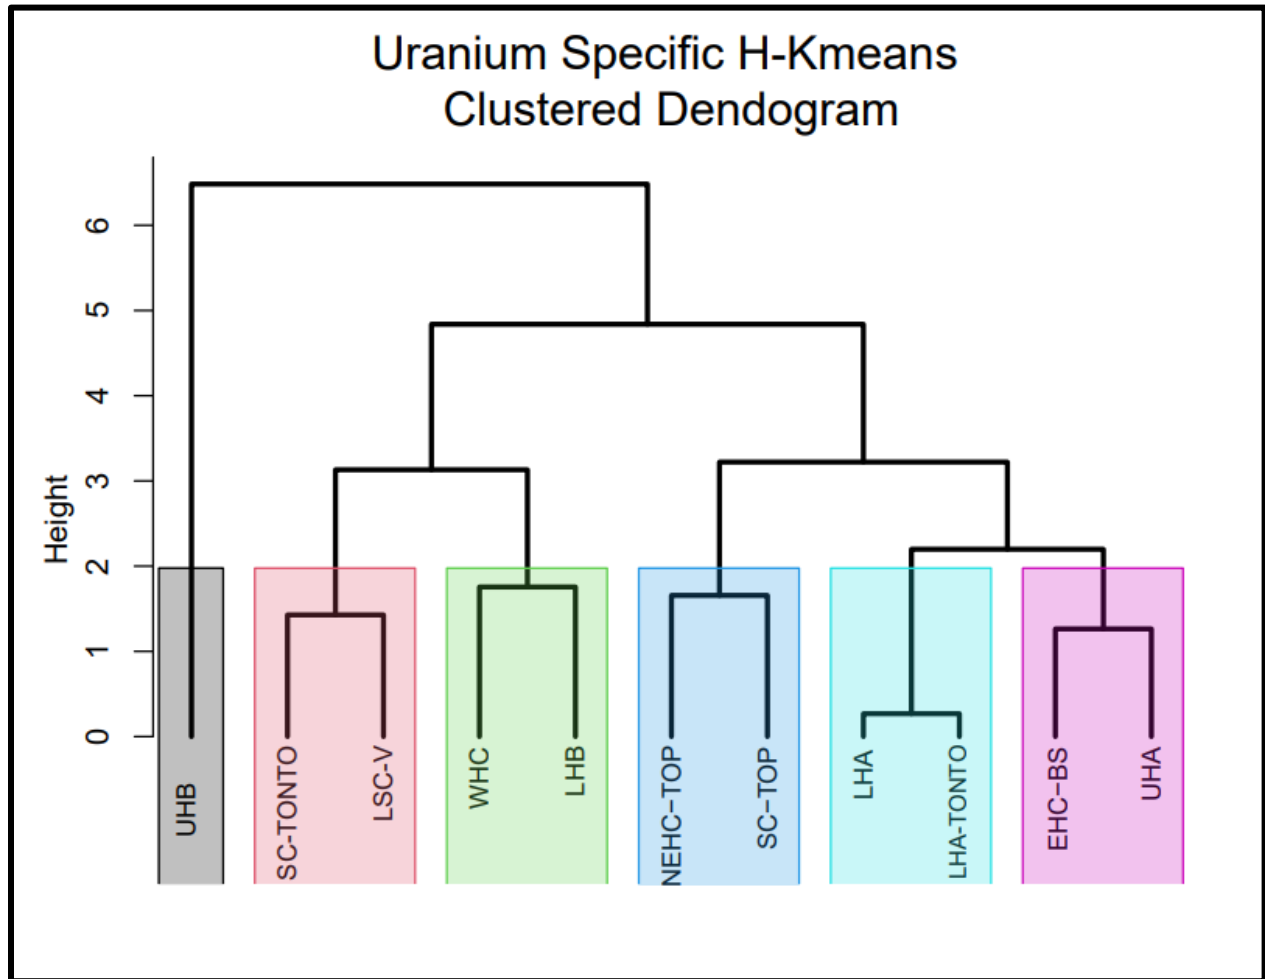 Uranium Specific H-Kmeans
Clustered Dendogram
Height
6
5
4
3
2
1
0
UHB
SC-TONTO
LSC-V
WHC
LHB
NEHC−TOP
SC−TOP
LHA
LHA-TONTO
EHC−BS
UHA